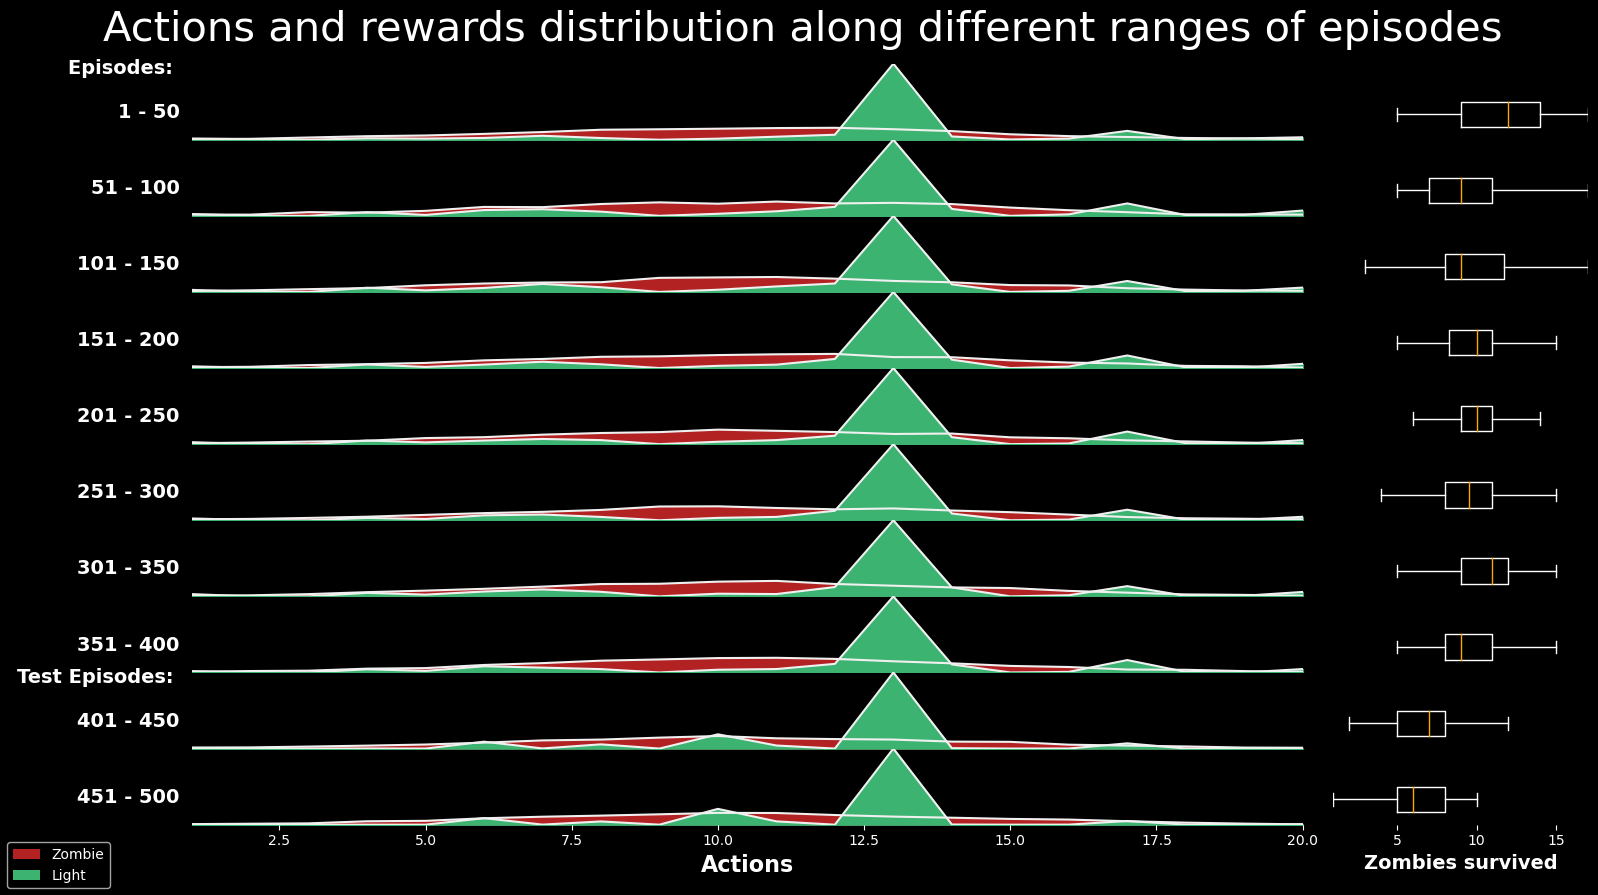 Actions and rewards distribution along different ranges of episodes
Episodes:
1 - 50
51 - 100
101 - 150
151 - 200
201 - 250
251 - 300
301 - 350
351 - 400
Test Episodes:
401 - 450
451 - 500
2.5 5.0 7.5 10.0 12.5 15.0 17.5 20.0 5 10 15
Zombie
Light
Actions
Zombies survived